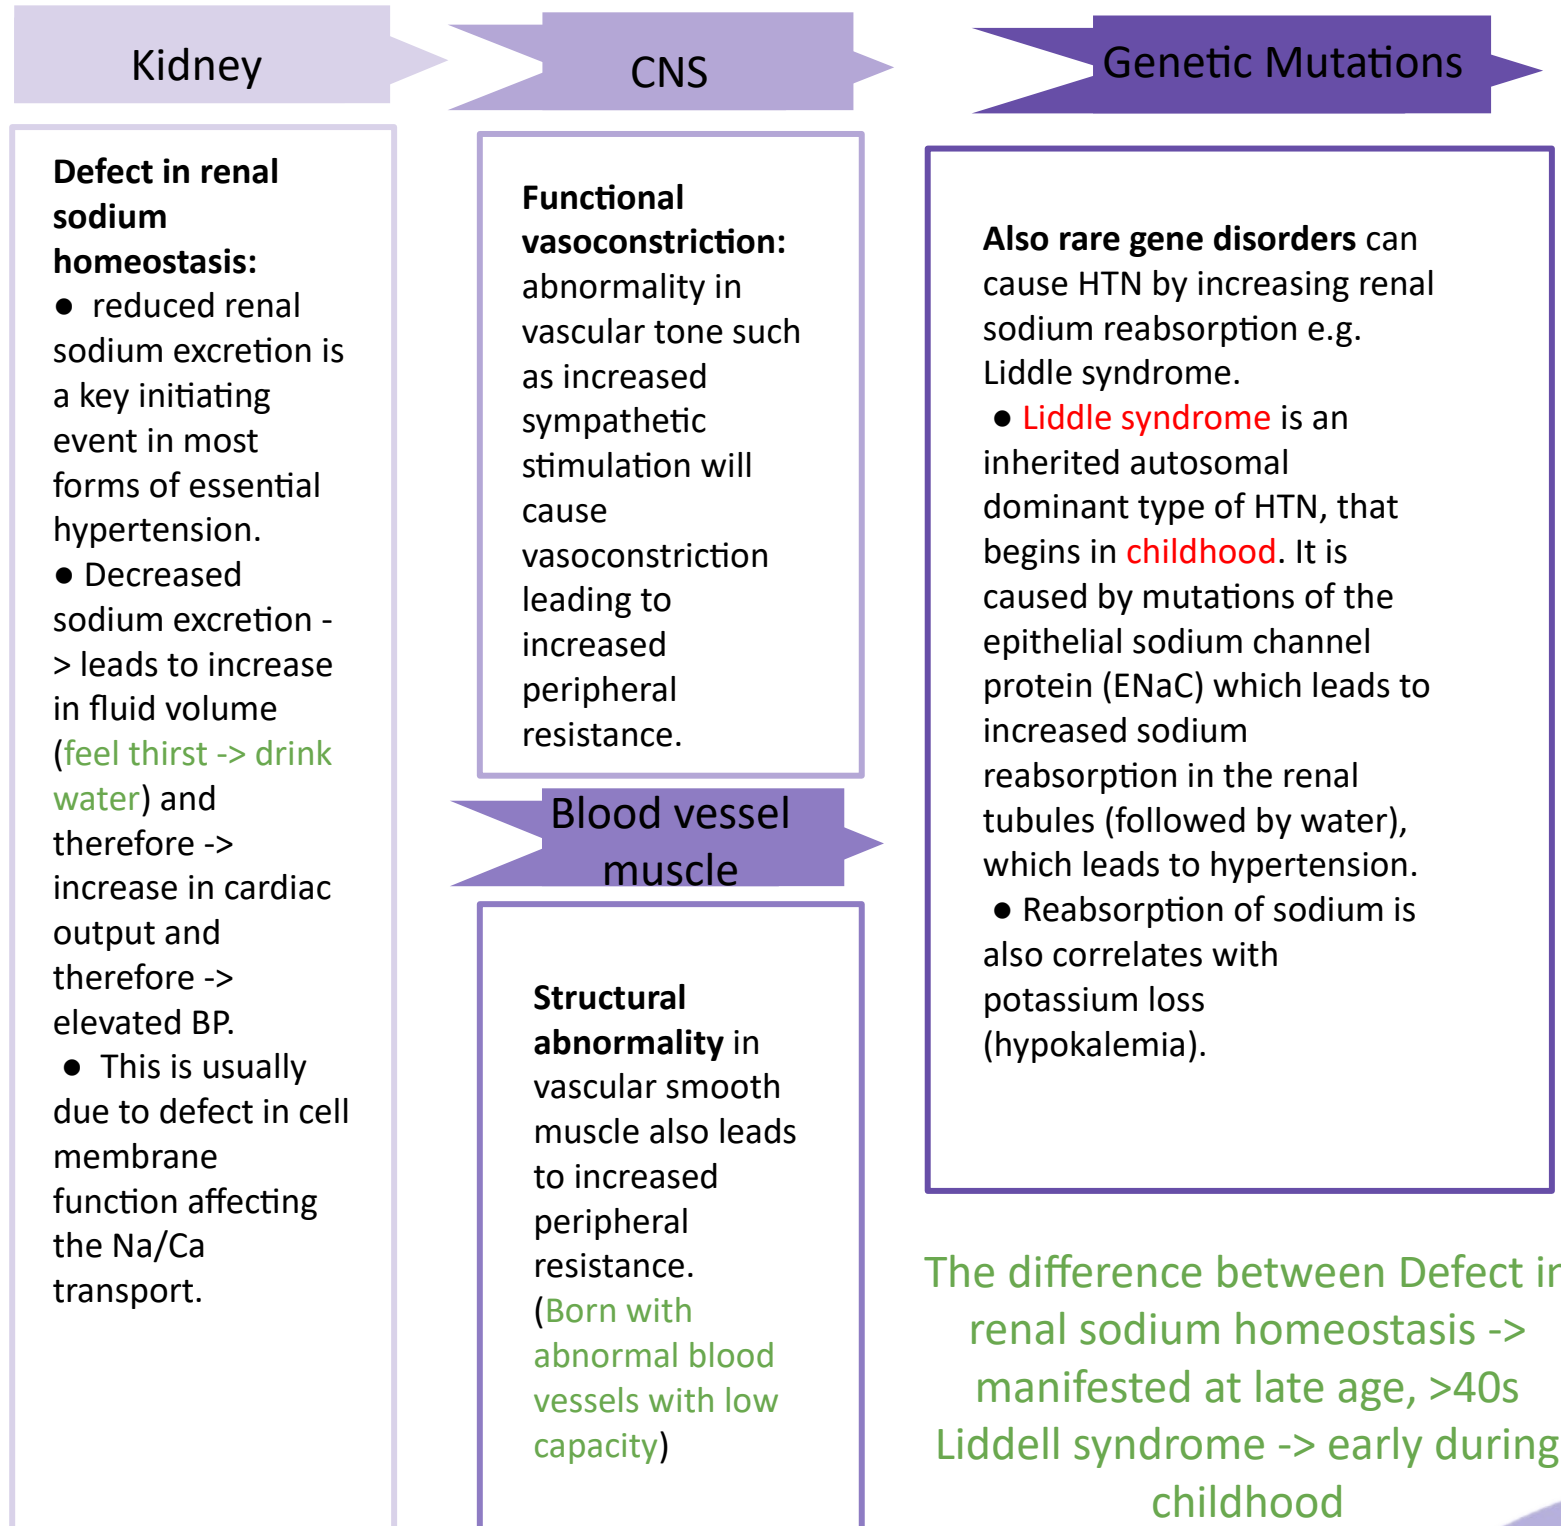 Kidney
Defect in renal
sodium
homeostasis:
● reduced renal
sodium excretion is
a key initiating
event in most
forms of essential
hypertension.
● Decreased
sodium excretion -
> leads to increase
in fluid volume
(feel thirst -> drink
water) and
therefore ->
increase in cardiac
output and
therefore ->
elevated BP.
● This is usually
due to defect in cell
membrane
function affecting
the Na/Ca
transport.
CNS
Functional
vasoconstriction:
abnormality in
vascular tone such
as increased
sympathetic
stimulation will
cause
vasoconstriction
leading to
increased
peripheral
resistance.
Blood vessel
muscle
Structural
abnormality in
vascular smooth
muscle also leads
to increased
peripheral
resistance.
(Born with
abnormal blood
vessels with low
capacity)
Genetic Mutations
Also rare gene disorders can
cause HTN by increasing renal
sodium reabsorption e.g.
Liddle syndrome.
● Liddle syndrome is an
inherited autosomal
dominant type of HTN, that
begins in childhood. It is
caused by mutations of the
epithelial sodium channel
protein (ENaC) which leads to
increased sodium
reabsorption in the renal
tubules (followed by water),
which leads to hypertension.
● Reabsorption of sodium is
also correlates with
potassium loss
(hypokalemia).
The difference between Defect in
renal sodium homeostasis ->
manifested at late age, >40s
Liddell syndrome -> early during
childhood